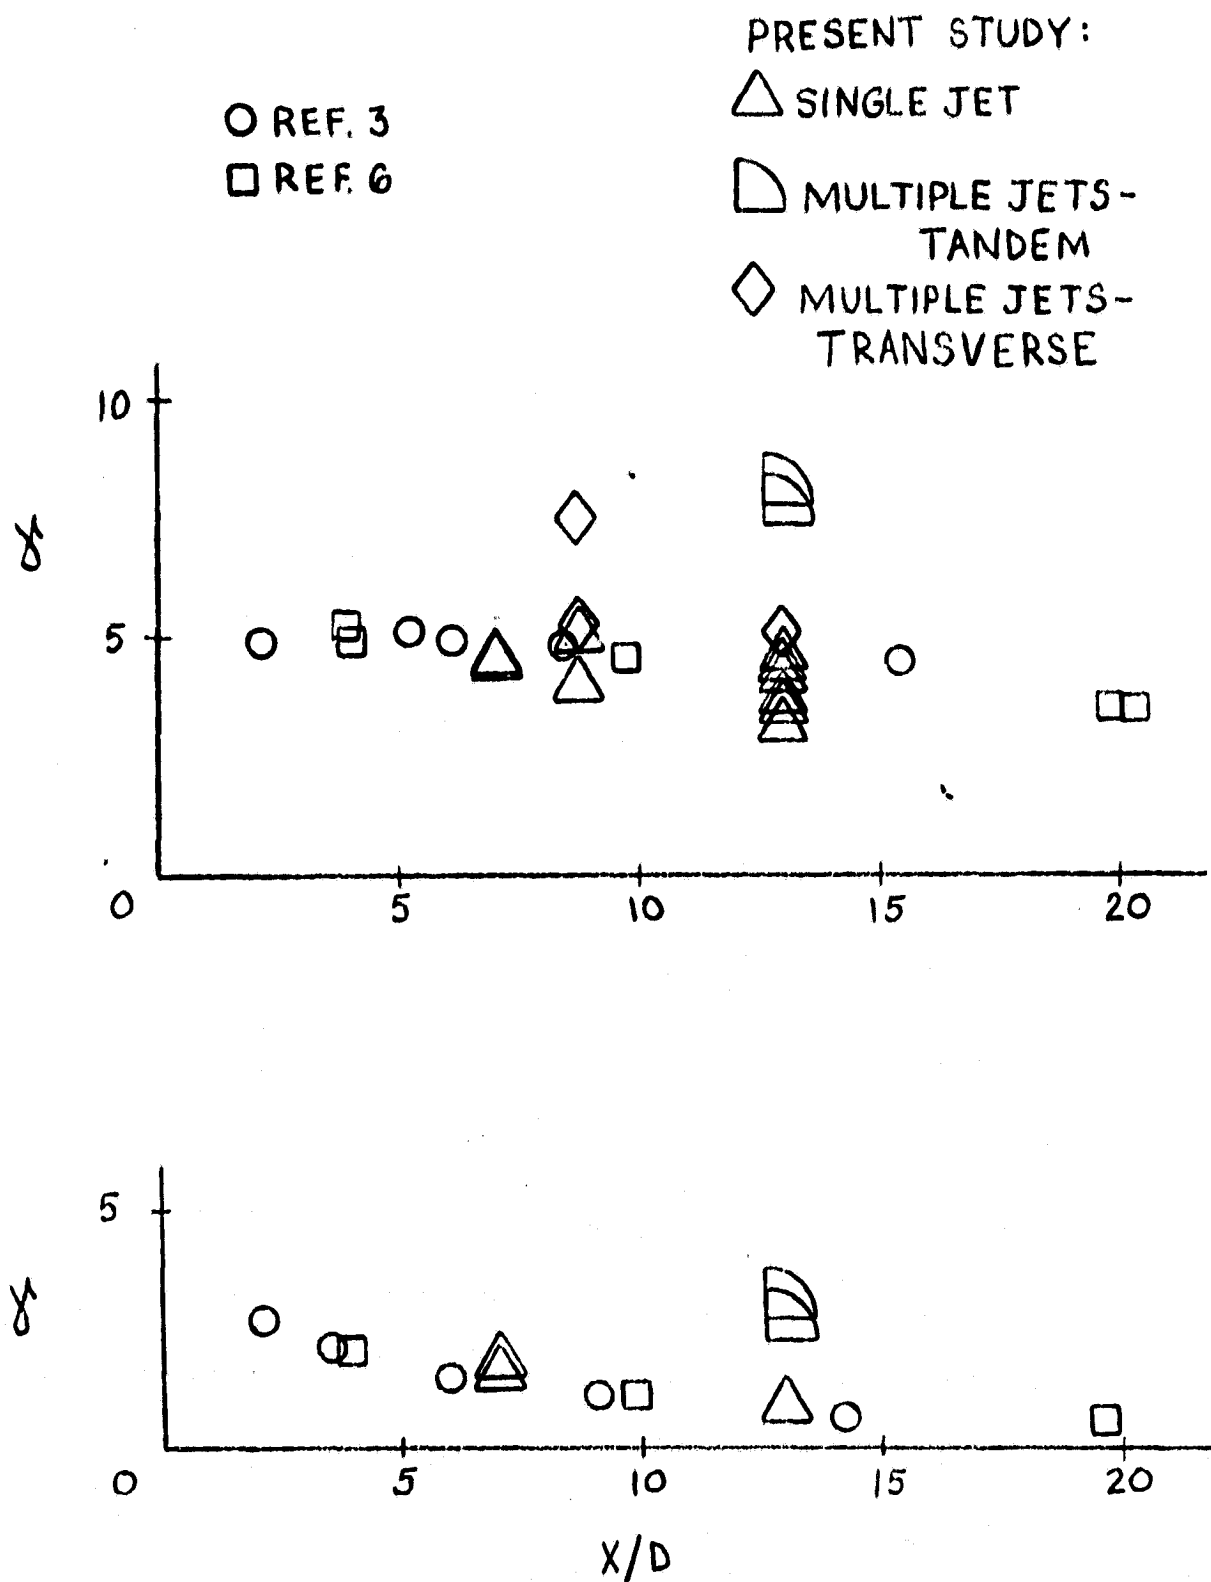 PRESENT STUDY:
○ REF. 3
△ SINGLE JET
□ REF. 6
MULTIPLE JETS-
TANDEM
◇ MULTIPLE JETS-
TRANSVERSE
10
γ
5
0
5
10
15
20
5
γ
0
5
10
15
20
X/D